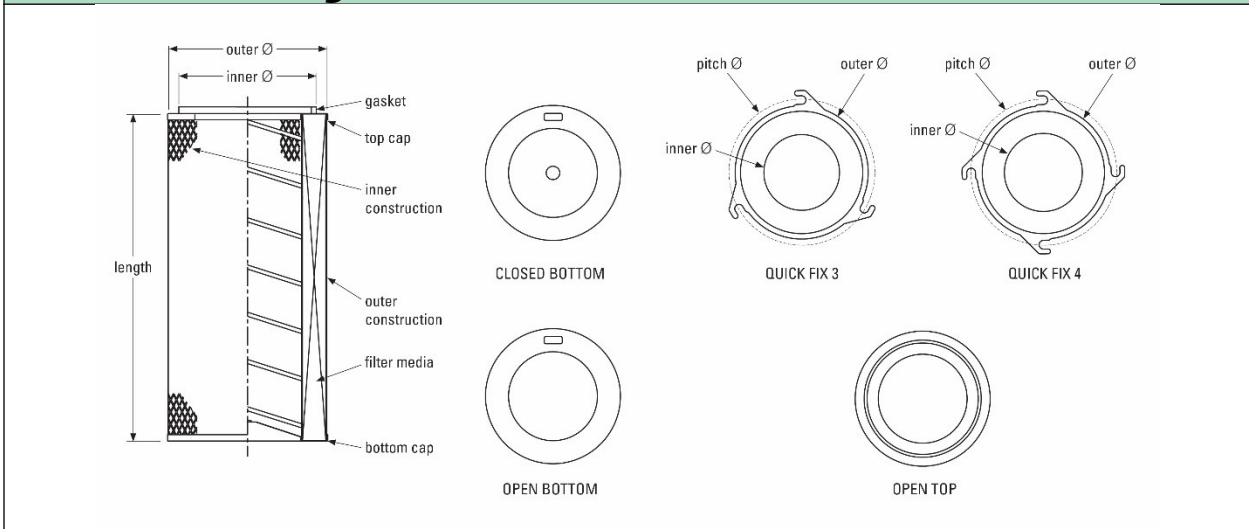 outer Ø
inner Ø
gasket
top cap
inner
construction
length
outer
construction
filter media
bottom cap
CLOSED BOTTOM
OPEN BOTTOM
pitch Ø
outer Ø
inner Ø
QUICK FIX 3
pitch Ø
outer Ø
inner Ø
QUICK FIX 4
OPEN TOP